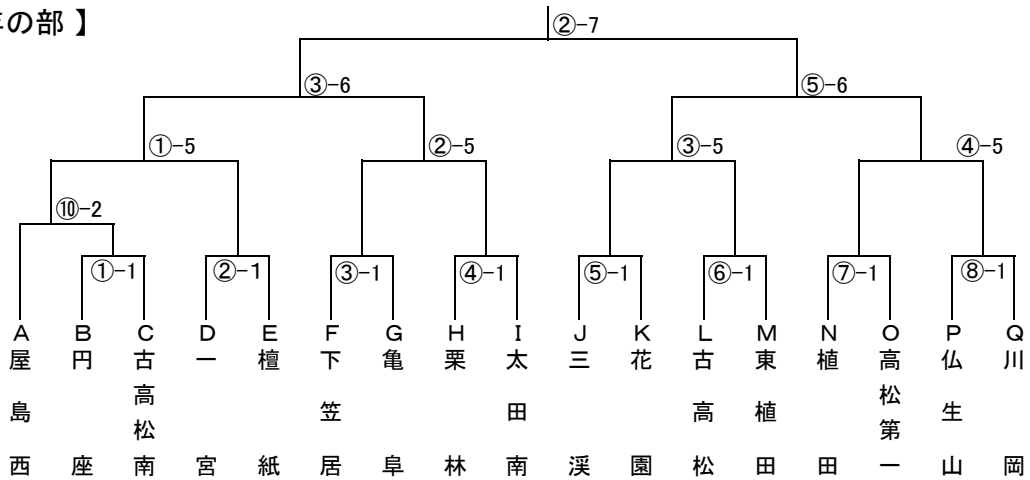 の部 】
②-7
③-6
⑤-6
①-5
②-5
③-5
④-5
⑩-2
①-1
②-1
③-1
④-1
⑤-1
⑥-1
⑦-1
⑧-1
A
B
C
D
E
F
G
H
I
J
K
L
M
N
O
P
Q
屋島西
円座
古高松南
一宮
檀紙
下笠居
亀阜
栗林
太田南
三渓
花園
古高松
東植田
植田
高松第一
仏生山
川岡